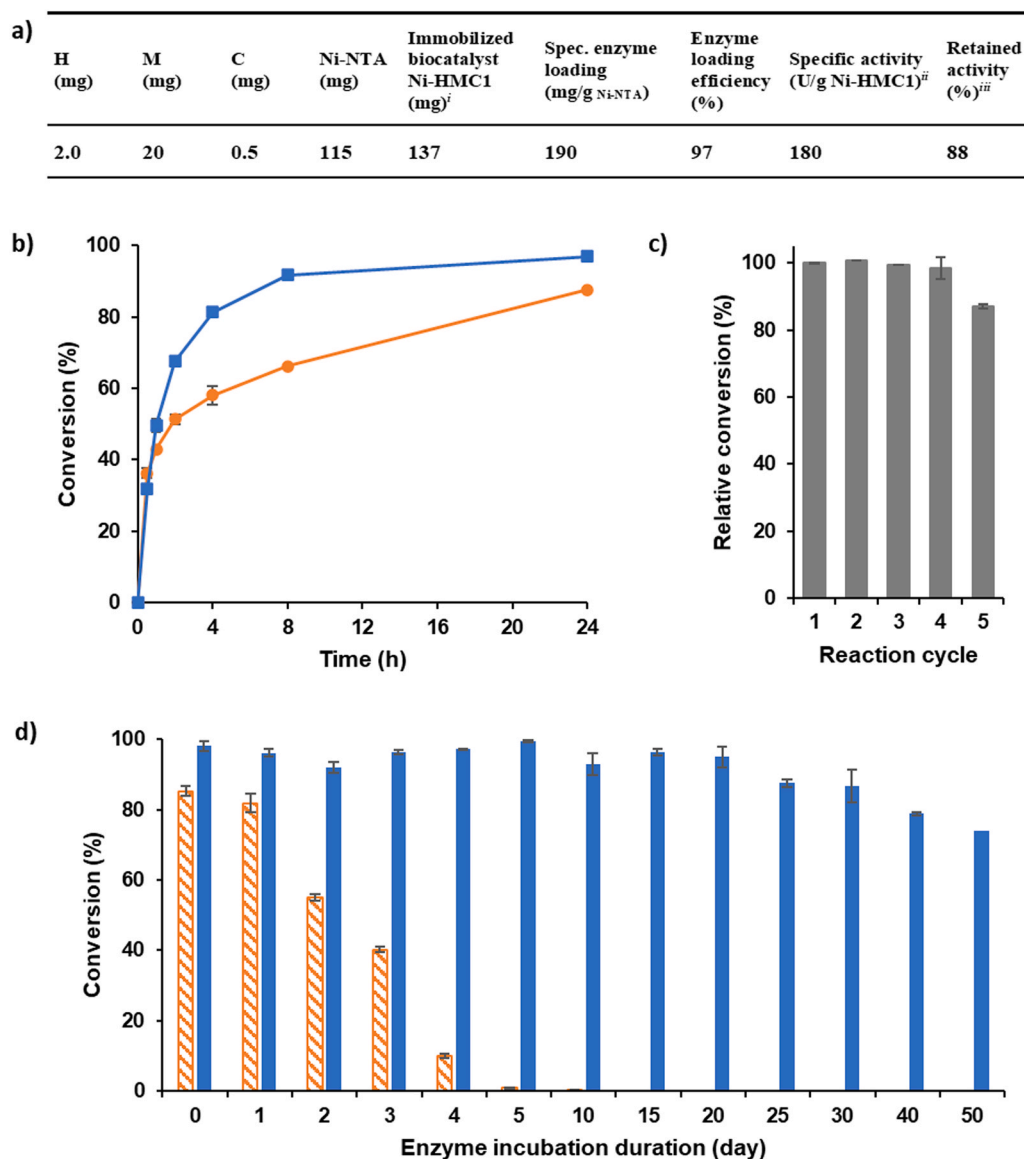 a)
H (mg) M (mg) C (mg) Ni-NTA (mg) Immobilized biocatalyst Ni-HMC1 (mg)ⁱ Spec. enzyme loading (mg/g Ni-NTA) Enzyme loading efficiency (%) Specific activity (U/g Ni-HMC1)ⁱⁱ Retained activity (%)ⁱⁱⁱ
2.0 20 0.5 115 137 190 97 180 88
b)
Conversion (%)
100
80
60
40
20
0
0 4 8 12 16 20 24
Time (h)
c)
Relative conversion (%)
100
80
60
40
20
0
1 2 3 4 5
Reaction cycle
d)
Conversion (%)
100
80
60
40
20
0
0 1 2 3 4 5 10 15 20 25 30 40 50
Enzyme incubation duration (day)